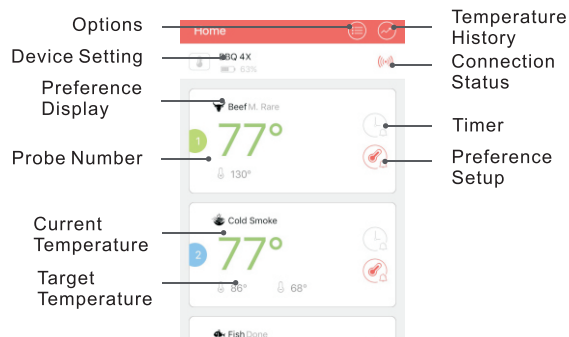 Options
Device Setting
Preference
Display
Probe Number
Current
Temperature
Target
Temperature
Home
BBQ 4X
63%
Beef M. Rare
1
77°
130°
Cold Smoke
2
77°
86° 68°
Fish Done
Temperature
History
Connection
Status
Timer
Preference
Setup